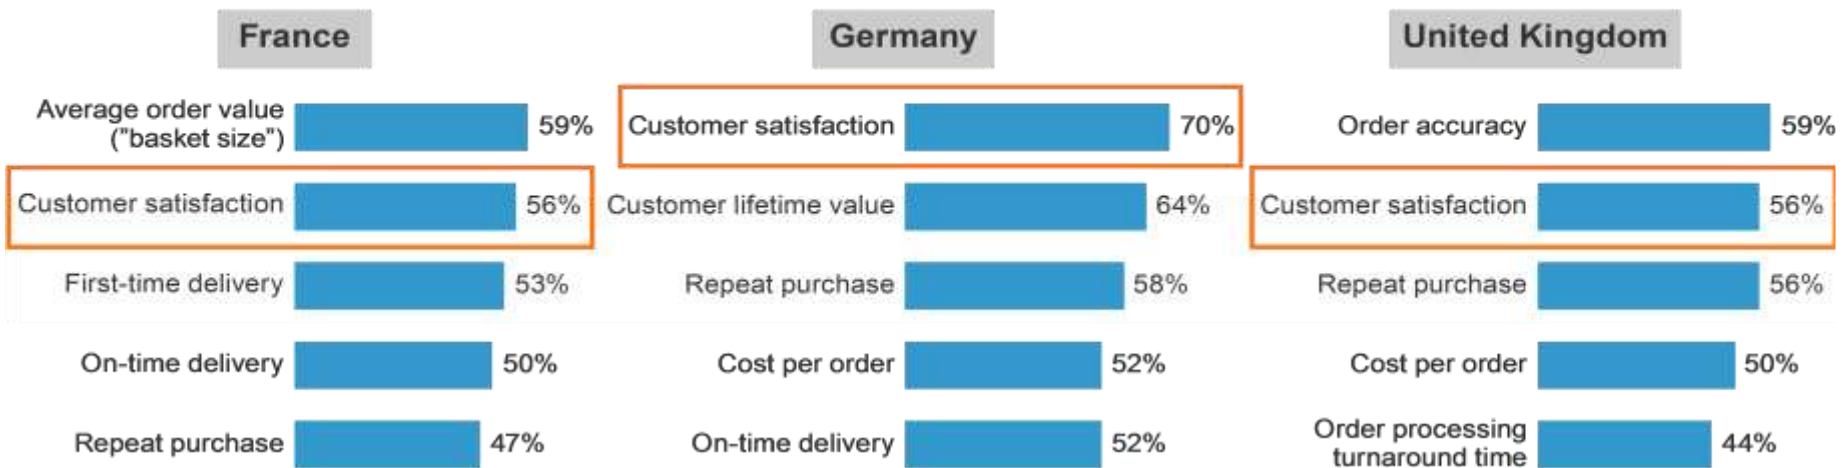 France
Average order value
("basket size")
59%
Customer satisfaction
56%
First-time delivery
53%
On-time delivery
50%
Repeat purchase
47%
Germany
Customer satisfaction
70%
Customer lifetime value
64%
Repeat purchase
58%
Cost per order
52%
On-time delivery
52%
United Kingdom
Order accuracy
59%
Customer satisfaction
56%
Repeat purchase
56%
Cost per order
50%
Order processing
turnaround time
44%